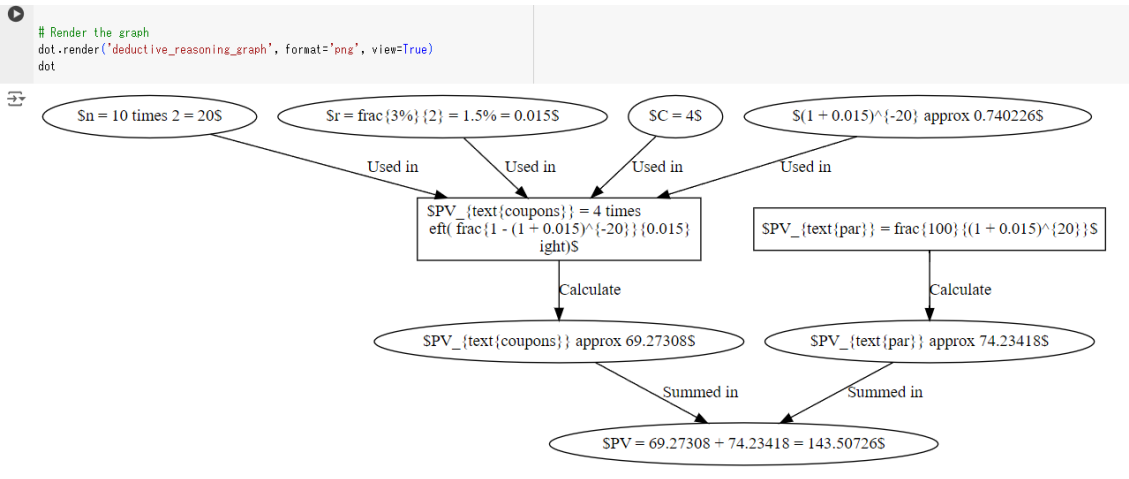 # Render the graph
dot.render('deductive_reasoning_graph', format='png', view=True)
dot
$n = 10 times 2 = 20$
$r = frac{3%}{2} = 1.5% = 0.015$
$C = 4$
$(1 + 0.015)^{-20} approx 0.740226$
Used in
Used in
Used in
Used in
$PV_{text{coupons}} = 4 times
eft( frac{1 - (1 + 0.015)^{-20}}{0.015}
ight)$
$PV_{text{par}} = frac{100}{(1 + 0.015)^{20}}$
Calculate
Calculate
$PV_{text{coupons}} approx 69.27308$
$PV_{text{par}} approx 74.23418$
Summed in
Summed in
$PV = 69.27308 + 74.23418 = 143.50726$